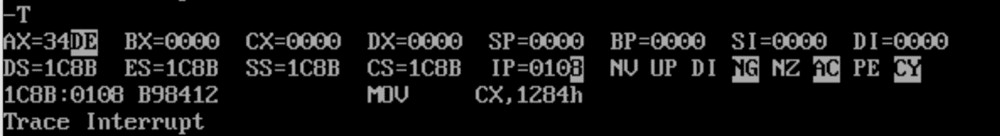 -T
AX=34DE BX=0000 CX=0000 DX=0000 SP=0000 BP=0000 SI=0000 DI=0000
DS=1C8B ES=1C8B SS=1C8B CS=1C8B IP=0108 NV UP DI NG NZ AC PE CY
1C8B:0108 B98412 MOV CX,1284h
Trace Interrupt